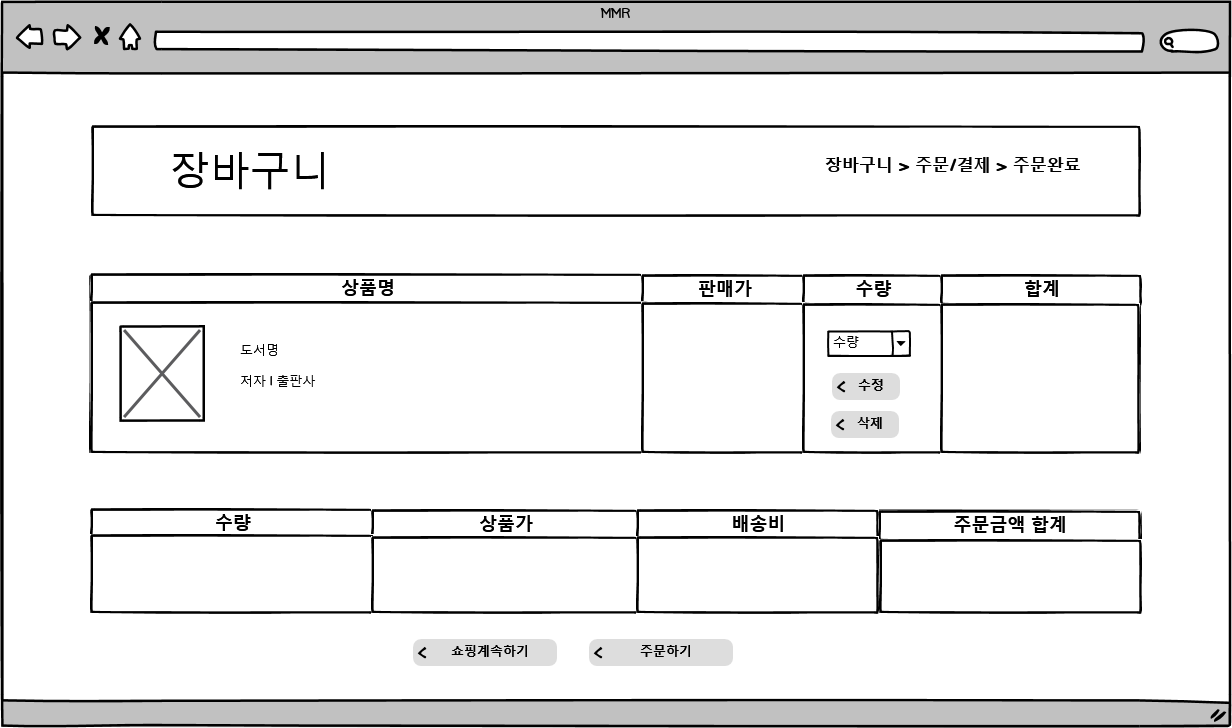 MMR
장바구니
장바구니 > 주문/결제 > 주문완료
상품명 판매가 수량 합계
도서명
저자 I 출판사
수량
수정
삭제
수량 상품가 배송비 주문금액 합계
쇼핑계속하기 주문하기